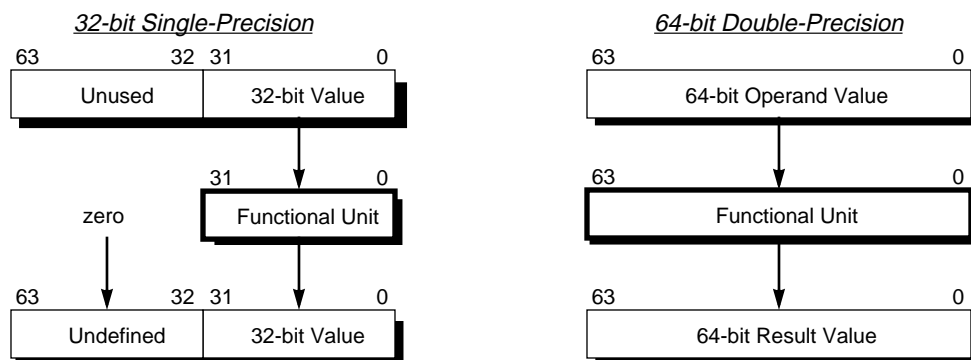 32-bit Single-Precision
63 32 31 0
Unused 32-bit Value
31 0
zero Functional Unit
63 32 31 0
Undefined 32-bit Value
64-bit Double-Precision
63 0
64-bit Operand Value
63 0
Functional Unit
63 0
64-bit Result Value